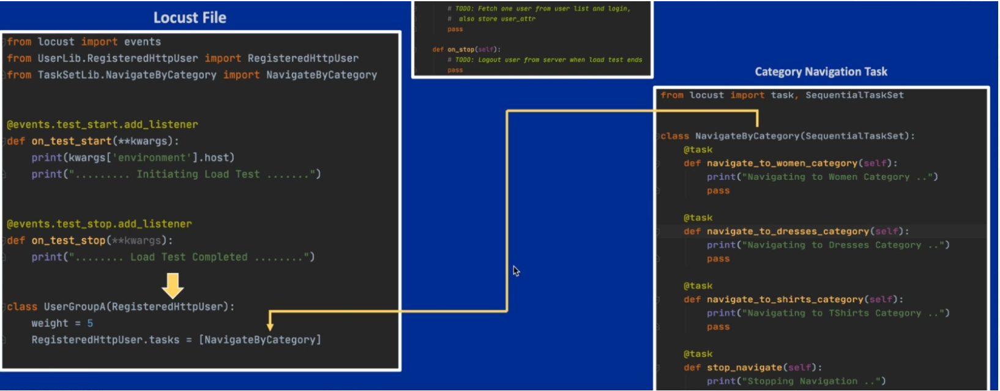 Locust File
from locust import events
from UserLib.RegisteredHttpUser import RegisteredHttpUser
from TaskSetLib.NavigateByCategory import NavigateByCategory
@events.test_start.add_listener
def on_test_start(**kwargs):
print(kwargs['environment'].host)
print("......... Initiating Load Test .......")
@events.test_stop.add_listener
def on_test_stop(**kwargs):
print("........ Load Test Completed ........")
class UserGroupA(RegisteredHttpUser):
weight = 5
RegisteredHttpUser.tasks = [NavigateByCategory]
# TODO: Fetch one user from user list and login,
# also store user_attr
pass
def on_stop(self):
# TODO: Logout user from server when load test ends
pass
Category Navigation Task
from locust import task, SequentialTaskSet
class NavigateByCategory(SequentialTaskSet):
@task
def navigate_to_women_category(self):
print("Navigating to Women Category ..")
pass
@task
def navigate_to_dresses_category(self):
print("Navigating to Dresses Category ..")
pass
@task
def navigate_to_shirts_category(self):
print("Navigating to TShirts Category ..")
pass
@task
def stop_navigate(self):
print("Stopping Navigation ..")